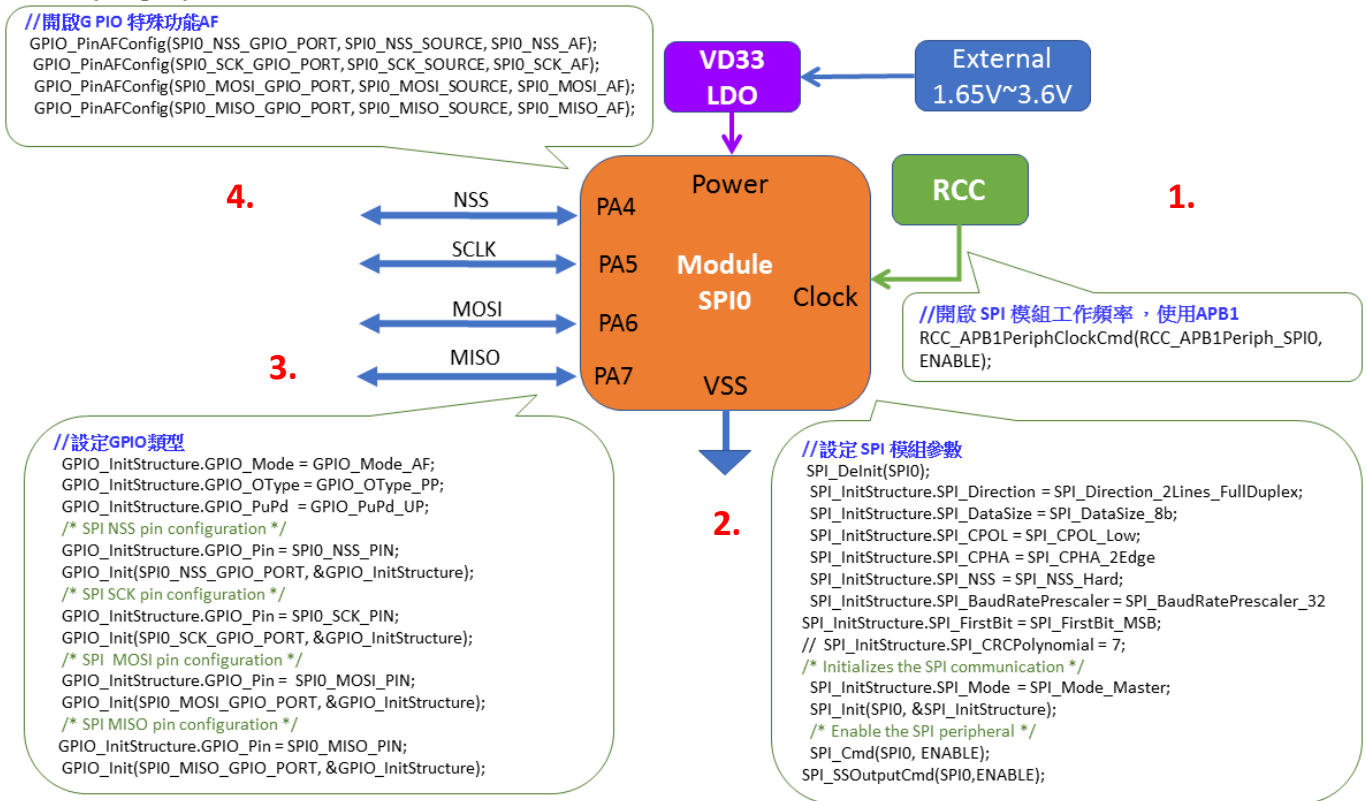 //開啟G PIO 特殊功能AF
GPIO_PinAFConfig(SPI0_NSS_GPIO_PORT, SPI0_NSS_SOURCE, SPI0_NSS_AF);
GPIO_PinAFConfig(SPI0_SCK_GPIO_PORT, SPI0_SCK_SOURCE, SPI0_SCK_AF);
GPIO_PinAFConfig(SPI0_MOSI_GPIO_PORT, SPI0_MOSI_SOURCE, SPI0_MOSI_AF);
GPIO_PinAFConfig(SPI0_MISO_GPIO_PORT, SPI0_MISO_SOURCE, SPI0_MISO_AF);
VD33
LDO
External
1.65V~3.6V
4.
NSS
SCLK
MOSI
MISO
3.
Power
PA4
PA5
PA6
PA7
Module
SPI0
Clock
VSS
RCC
1.
//開啟 SPI 模組工作頻率 ，使用APB1
RCC_APB1PeriphClockCmd(RCC_APB1Periph_SPI0,
ENABLE);
//設定GPIO類型
GPIO_InitStructure.GPIO_Mode = GPIO_Mode_AF;
GPIO_InitStructure.GPIO_OType = GPIO_OType_PP;
GPIO_InitStructure.GPIO_PuPd = GPIO_PuPd_UP;
/* SPI NSS pin configuration */
GPIO_InitStructure.GPIO_Pin = SPI0_NSS_PIN;
GPIO_Init(SPI0_NSS_GPIO_PORT, &GPIO_InitStructure);
/* SPI SCK pin configuration */
GPIO_InitStructure.GPIO_Pin = SPI0_SCK_PIN;
GPIO_Init(SPI0_SCK_GPIO_PORT, &GPIO_InitStructure);
/* SPI MOSI pin configuration */
GPIO_InitStructure.GPIO_Pin = SPI0_MOSI_PIN;
GPIO_Init(SPI0_MOSI_GPIO_PORT, &GPIO_InitStructure);
/* SPI MISO pin configuration */
GPIO_InitStructure.GPIO_Pin = SPI0_MISO_PIN;
GPIO_Init(SPI0_MISO_GPIO_PORT, &GPIO_InitStructure);
2.
//設定 SPI 模組參數
SPI_DeInit(SPI0);
SPI_InitStructure.SPI_Direction = SPI_Direction_2Lines_FullDuplex;
SPI_InitStructure.SPI_DataSize = SPI_DataSize_8b;
SPI_InitStructure.SPI_CPOL = SPI_CPOL_Low;
SPI_InitStructure.SPI_CPHA = SPI_CPHA_2Edge
SPI_InitStructure.SPI_NSS = SPI_NSS_Hard;
SPI_InitStructure.SPI_BaudRatePrescaler = SPI_BaudRatePrescaler_32
SPI_InitStructure.SPI_FirstBit = SPI_FirstBit_MSB;
// SPI_InitStructure.SPI_CRCPolynomial = 7;
/* Initializes the SPI communication */
SPI_InitStructure.SPI_Mode = SPI_Mode_Master;
SPI_Init(SPI0, &SPI_InitStructure);
/* Enable the SPI peripheral */
SPI_Cmd(SPI0, ENABLE);
SPI_SSOutputCmd(SPI0,ENABLE);